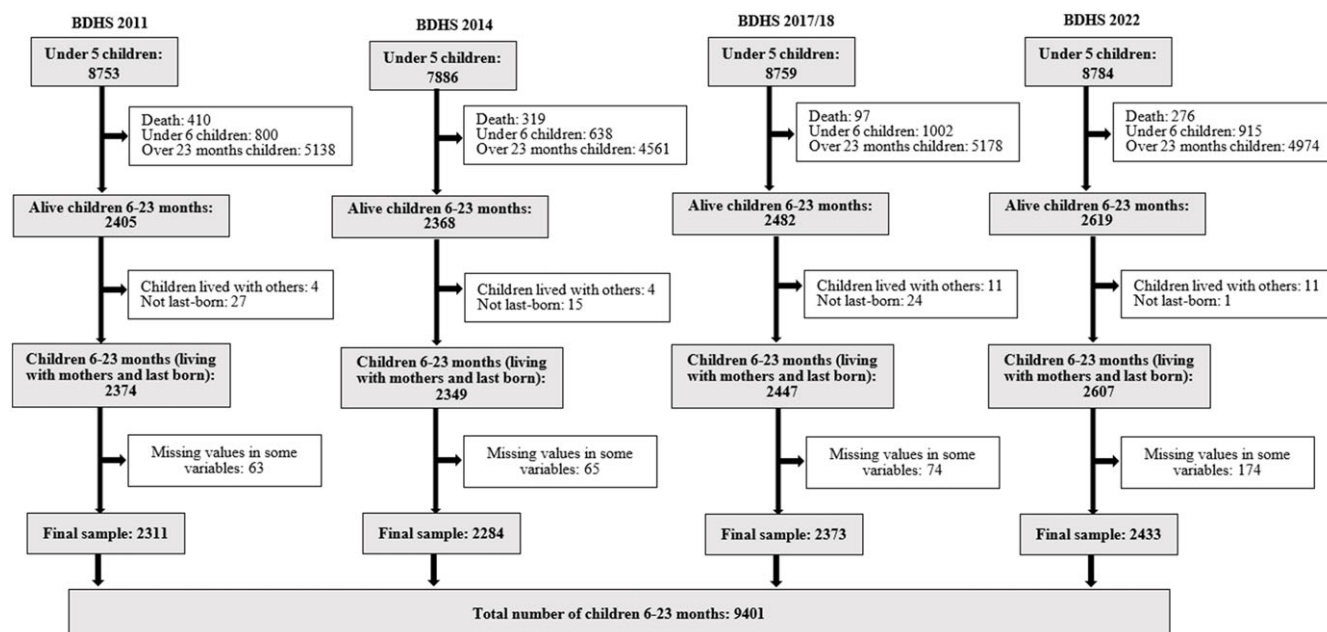 BDHS 2011
Under 5 children:
8753
Death: 410
Under 6 children: 800
Over 23 months children: 5138
Alive children 6-23 months:
2405
Children lived with others: 4
Not last-born: 27
Children 6-23 months (living
with mothers and last born):
2374
Missing values in some
variables: 63
Final sample: 2311
BDHS 2014
Under 5 children:
7886
Death: 319
Under 6 children: 638
Over 23 months children: 4561
Alive children 6-23 months:
2368
Children lived with others: 4
Not last-born: 15
Children 6-23 months (living
with mothers and last born):
2349
Missing values in some
variables: 65
Final sample: 2284
BDHS 2017/18
Under 5 children:
8759
Death: 97
Under 6 children: 1002
Over 23 months children: 5178
Alive children 6-23 months:
2482
Children lived with others: 11
Not last-born: 24
Children 6-23 months (living
with mothers and last born):
2447
Missing values in some
variables: 74
Final sample: 2373
BDHS 2022
Under 5 children:
8784
Death: 276
Under 6 children: 915
Over 23 months children: 4974
Alive children 6-23 months:
2619
Children lived with others: 11
Not last-born: 1
Children 6-23 months (living
with mothers and last born):
2607
Missing values in some
variables: 174
Final sample: 2433
Total number of children 6-23 months: 9401